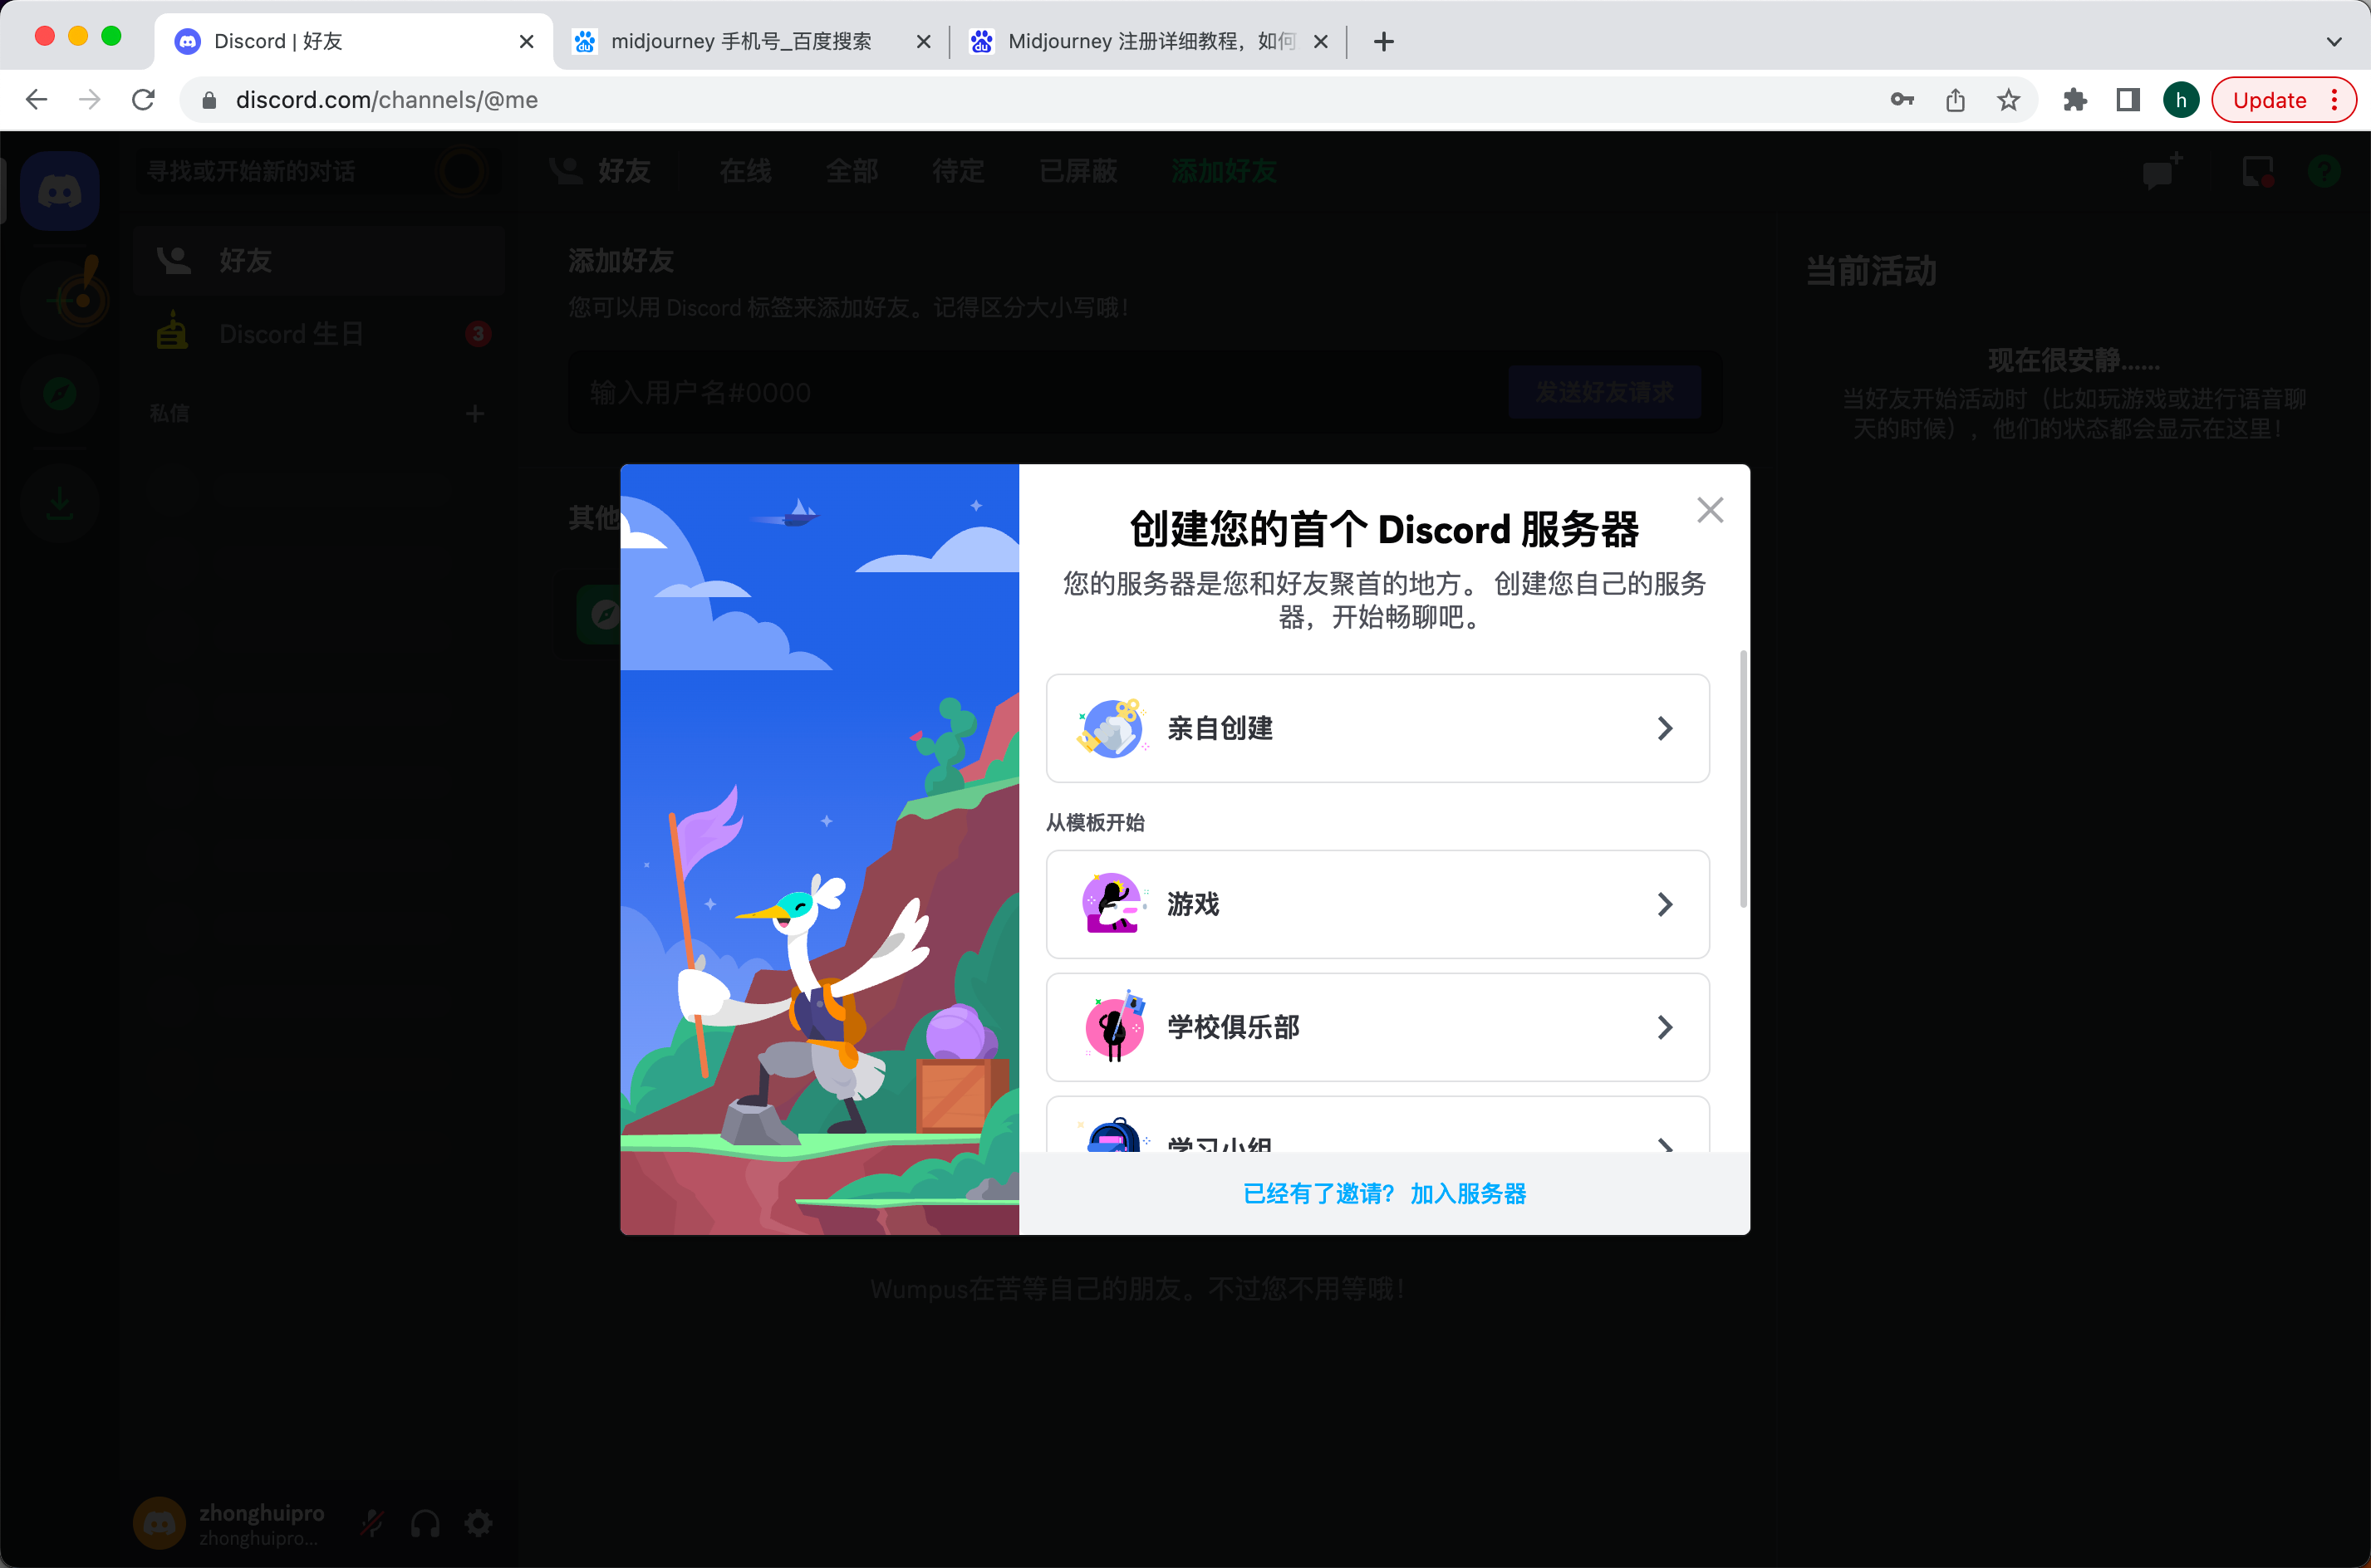 Discord | 好友
midjourney 手机号_百度搜索
Midjourney 注册详细教程，如何
discord.com/channels/@me
h
Update
寻找或开始新的对话
好友
在线
全部
待定
已屏蔽
添加好友
好友
Discord 生日
3
私信
添加好友
您可以用 Discord 标签来添加好友。记得区分大小写哦！
输入用户名#0000
发送好友请求
其他
当前活动
现在很安静……
当好友开始活动时（比如玩游戏或进行语音聊
天的时候），他们的状态都会显示在这里！
创建您的首个 Discord 服务器
您的服务器是您和好友聚首的地方。 创建您自己的服务
器，开始畅聊吧。
亲自创建
从模板开始
游戏
学校俱乐部
学习小组
已经有了邀请？ 加入服务器
Wumpus在苦等自己的朋友。不过您不用等哦！
zhonghuipro
zhonghuipro...